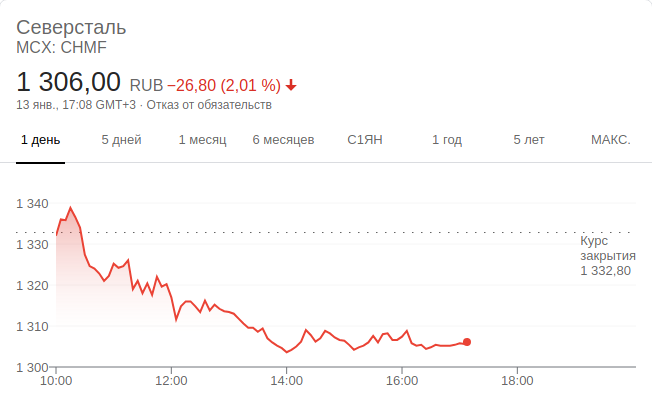 Северсталь
MCX: CHMF
1 306,00 RUB −26,80 (2,01 %)
13 янв., 17:08 GMT+3 · Отказ от обязательств
1 день 5 дней 1 месяц 6 месяцев С1ЯН 1 год 5 лет МАКС.
1 340
1 330
1 320
1 310
1 300
Курс
закрытия
1 332,80
10:00 12:00 14:00 16:00 18:00